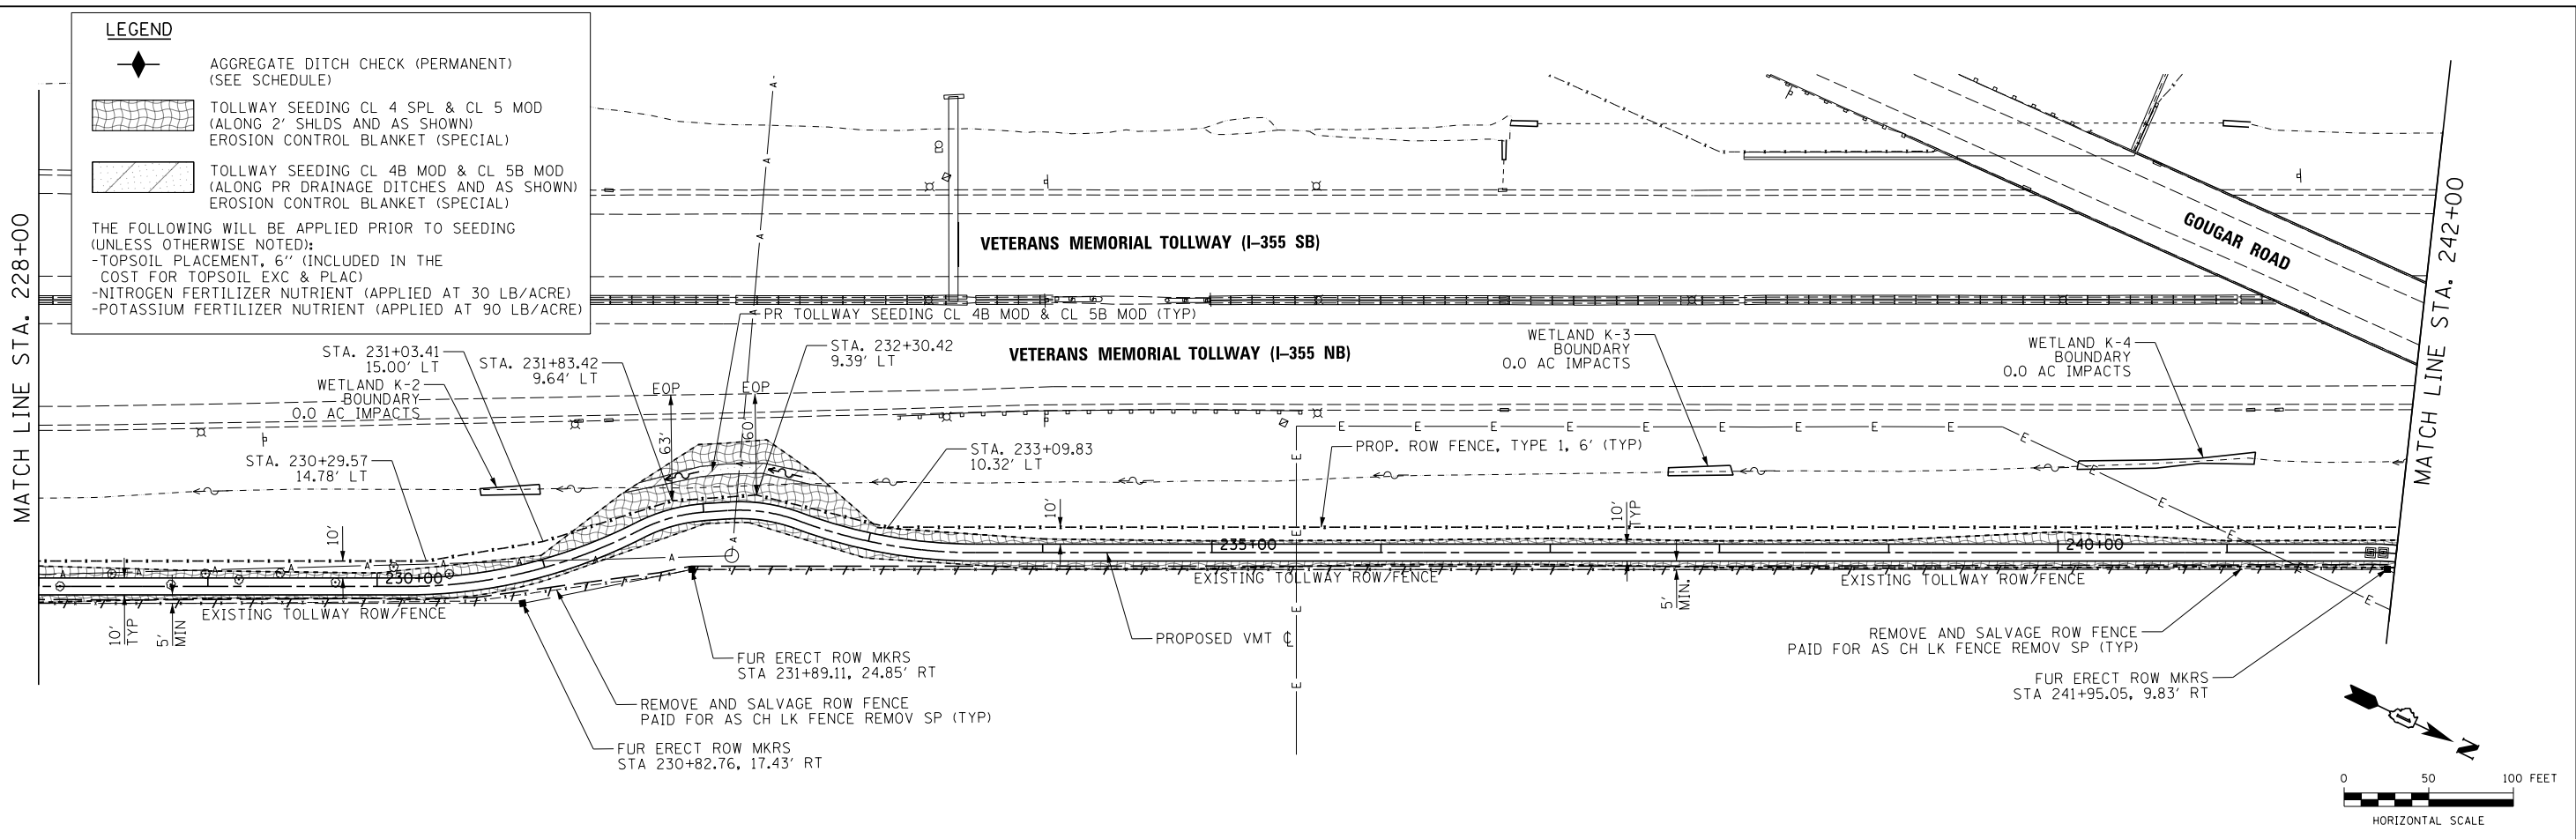 LEGEND
AGGREGATE DITCH CHECK (PERMANENT)
(SEE SCHEDULE)
TOLLWAY SEEDING CL 4 SPL & CL 5 MOD
(ALONG 2' SHLDS AND AS SHOWN)
EROSION CONTROL BLANKET (SPECIAL)
TOLLWAY SEEDING CL 4B MOD & CL 5B MOD
(ALONG PR DRAINAGE DITCHES AND AS SHOWN)
EROSION CONTROL BLANKET (SPECIAL)
THE FOLLOWING WILL BE APPLIED PRIOR TO SEEDING
(UNLESS OTHERWISE NOTED):
-TOPSOIL PLACEMENT, 6'' (INCLUDED IN THE
COST FOR TOPSOIL EXC & PLAC)
-NITROGEN FERTILIZER NUTRIENT (APPLIED AT 30 LB/ACRE)
-POTASSIUM FERTILIZER NUTRIENT (APPLIED AT 90 LB/ACRE)
MATCH LINE STA. 228+00
MATCH LINE STA. 242+00
GOUGAR ROAD
VETERANS MEMORIAL TOLLWAY (I-355 SB)
PR TOLLWAY SEEDING CL 4B MOD & CL 5B MOD (TYP)
VETERANS MEMORIAL TOLLWAY (I-355 NB)
STA. 231+03.41
15.00' LT
WETLAND K-2
BOUNDARY
0.0 AC IMPACTS
STA. 231+83.42
9.64' LT
STA. 232+30.42
9.39' LT
EOP
EOP
63'
60'
WETLAND K-3
BOUNDARY
0.0 AC IMPACTS
WETLAND K-4
BOUNDARY
0.0 AC IMPACTS
STA. 230+29.57
14.78' LT
STA. 233+09.83
10.32' LT
PROP. ROW FENCE, TYPE 1, 6' (TYP)
10'
10'
10'
TYP
230+00
235+00
240+00
EXISTING TOLLWAY ROW/FENCE
EXISTING TOLLWAY ROW/FENCE
EXISTING TOLLWAY ROW/FENCE
10'
TYP
5'
MIN
5'
MIN.
PROPOSED VMT ℄
FUR ERECT ROW MKRS
STA 231+89.11, 24.85' RT
REMOVE AND SALVAGE ROW FENCE
PAID FOR AS CH LK FENCE REMOV SP (TYP)
FUR ERECT ROW MKRS
STA 230+82.76, 17.43' RT
REMOVE AND SALVAGE ROW FENCE
PAID FOR AS CH LK FENCE REMOV SP (TYP)
FUR ERECT ROW MKRS
STA 241+95.05, 9.83' RT
N
0 50 100 FEET
HORIZONTAL SCALE